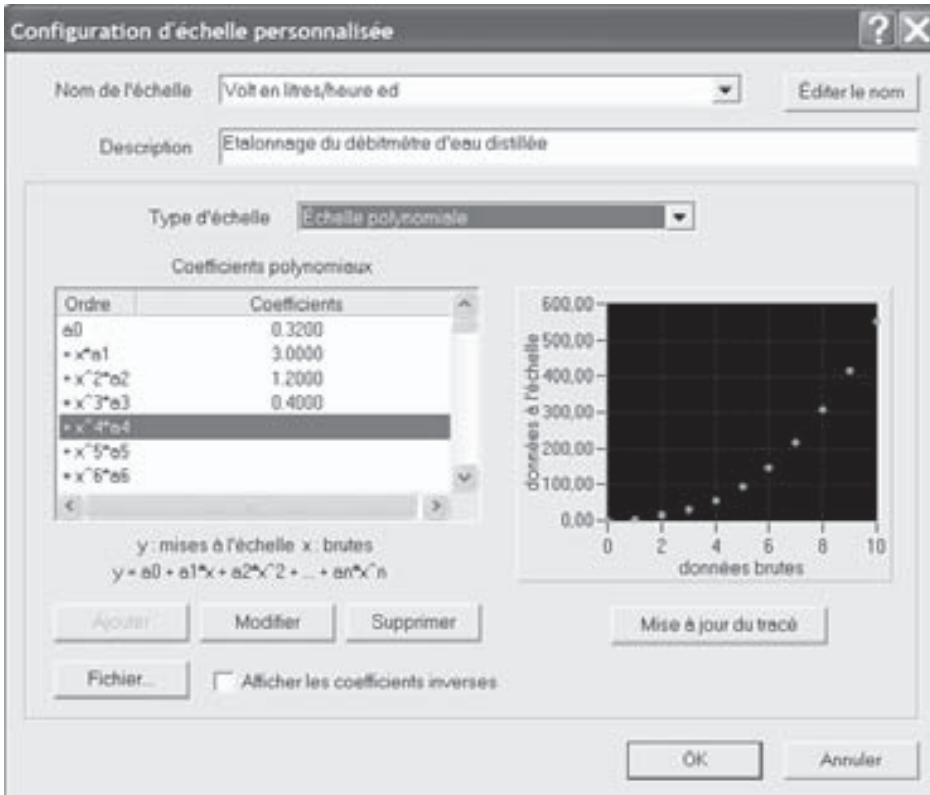 Configuration d'échelle personnalisée
Nom de l'échelle Volt en litres/heure ed Éditer le nom
Description Etalonnage du débitmètre d'eau distillée
Type d'échelle Echelle polynomiale
Coefficients polynomiaux
Ordre Coefficients
a0 0.3200
+ x*a1 3.0000
+ x^2*a2 1.2000
+ x^3*a3 0.4000
+ x^4*a4
+ x^5*a5
+ x^6*a6
y : mises à l'échelle x : brutes
y = a0 + a1*x + a2*x^2 + ... + an*x^n
données à l'échelle
600,00
500,00
400,00
300,00
200,00
100,00
0,00
0 2 4 6 8 10
données brutes
Ajouter Modifier Supprimer Mise à jour du tracé
Fichier... Afficher les coefficients inverses
OK Annuler